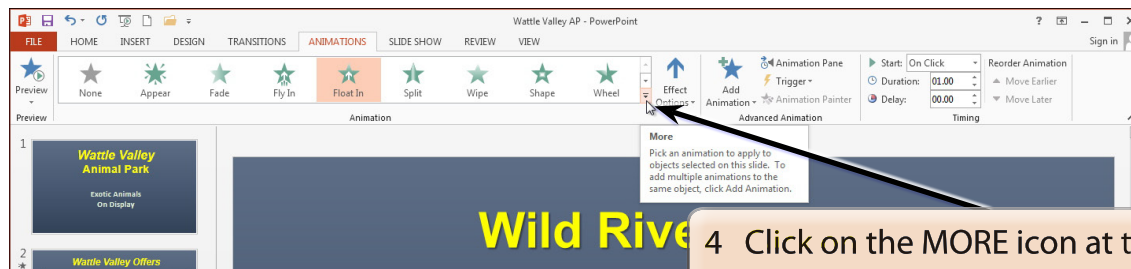 Wattle Valley AP - PowerPoint
FILE HOME INSERT DESIGN TRANSITIONS ANIMATIONS SLIDE SHOW REVIEW VIEW Sign in
Preview
None Appear Fade Fly In Float In Split Wipe Shape Wheel
Effect
Options
Add
Animation
Animation Pane
Trigger
Animation Painter
Start: On Click
Duration: 01.00
Delay: 00.00
Reorder Animation
Move Earlier
Move Later
Preview Animation Advanced Animation Timing
More
Pick an animation to apply to
objects selected on this slide. To
add multiple animations to the
same object, click Add Animation.
1
Wattle Valley
Animal Park
Exotic Animals
On Display
2
Wattle Valley Offers
Wild Rive
4 Click on the MORE icon at t